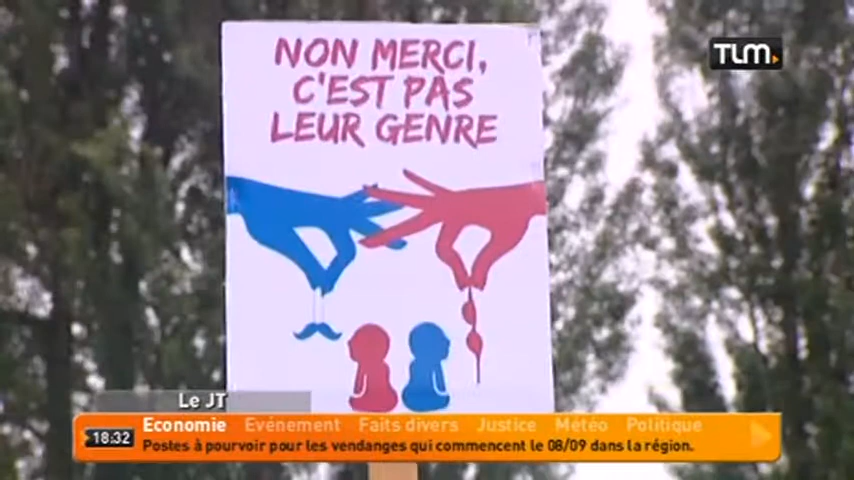 NON MERCI,
C'EST PAS
LEUR GENRE
TLM
Le JT
18:32
Economie Evénement Faits divers Justice Météo Politique
Postes à pourvoir pour les vendanges qui commencent le 08/09 dans la région.